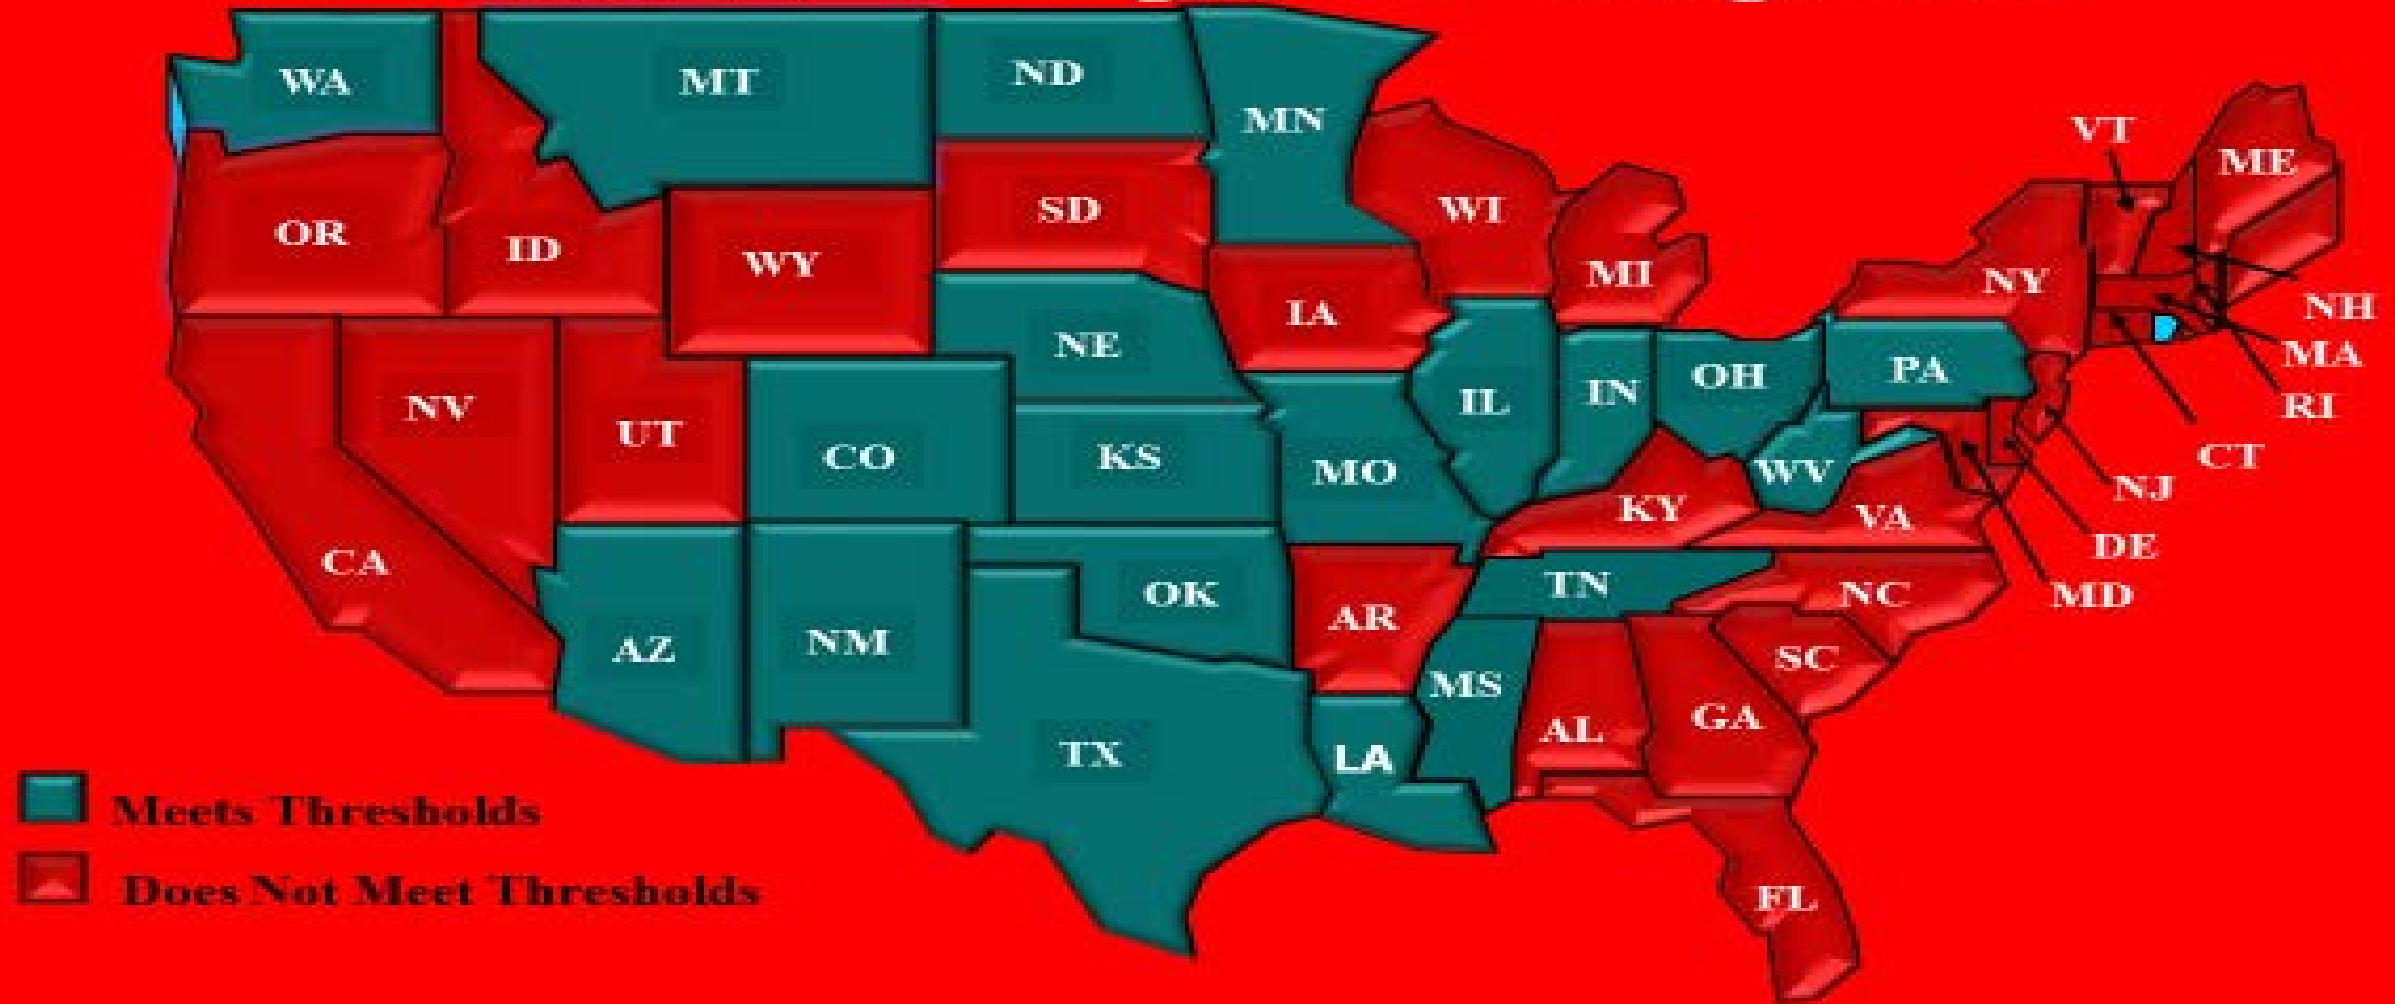 WA
MT
ND
MN
VT
ME
OR
ID
WY
SD
WI
MI
NY
NH
IA
NE
MA
NV
UT
CO
KS
MO
IL
IN
OH
PA
RI
CT
WV
NJ
KY
VA
DE
CA
AZ
NM
OK
AR
TN
NC
MD
MS
AL
GA
SC
TX
LA
FL
Meets Thresholds
Does Not Meet Thresholds